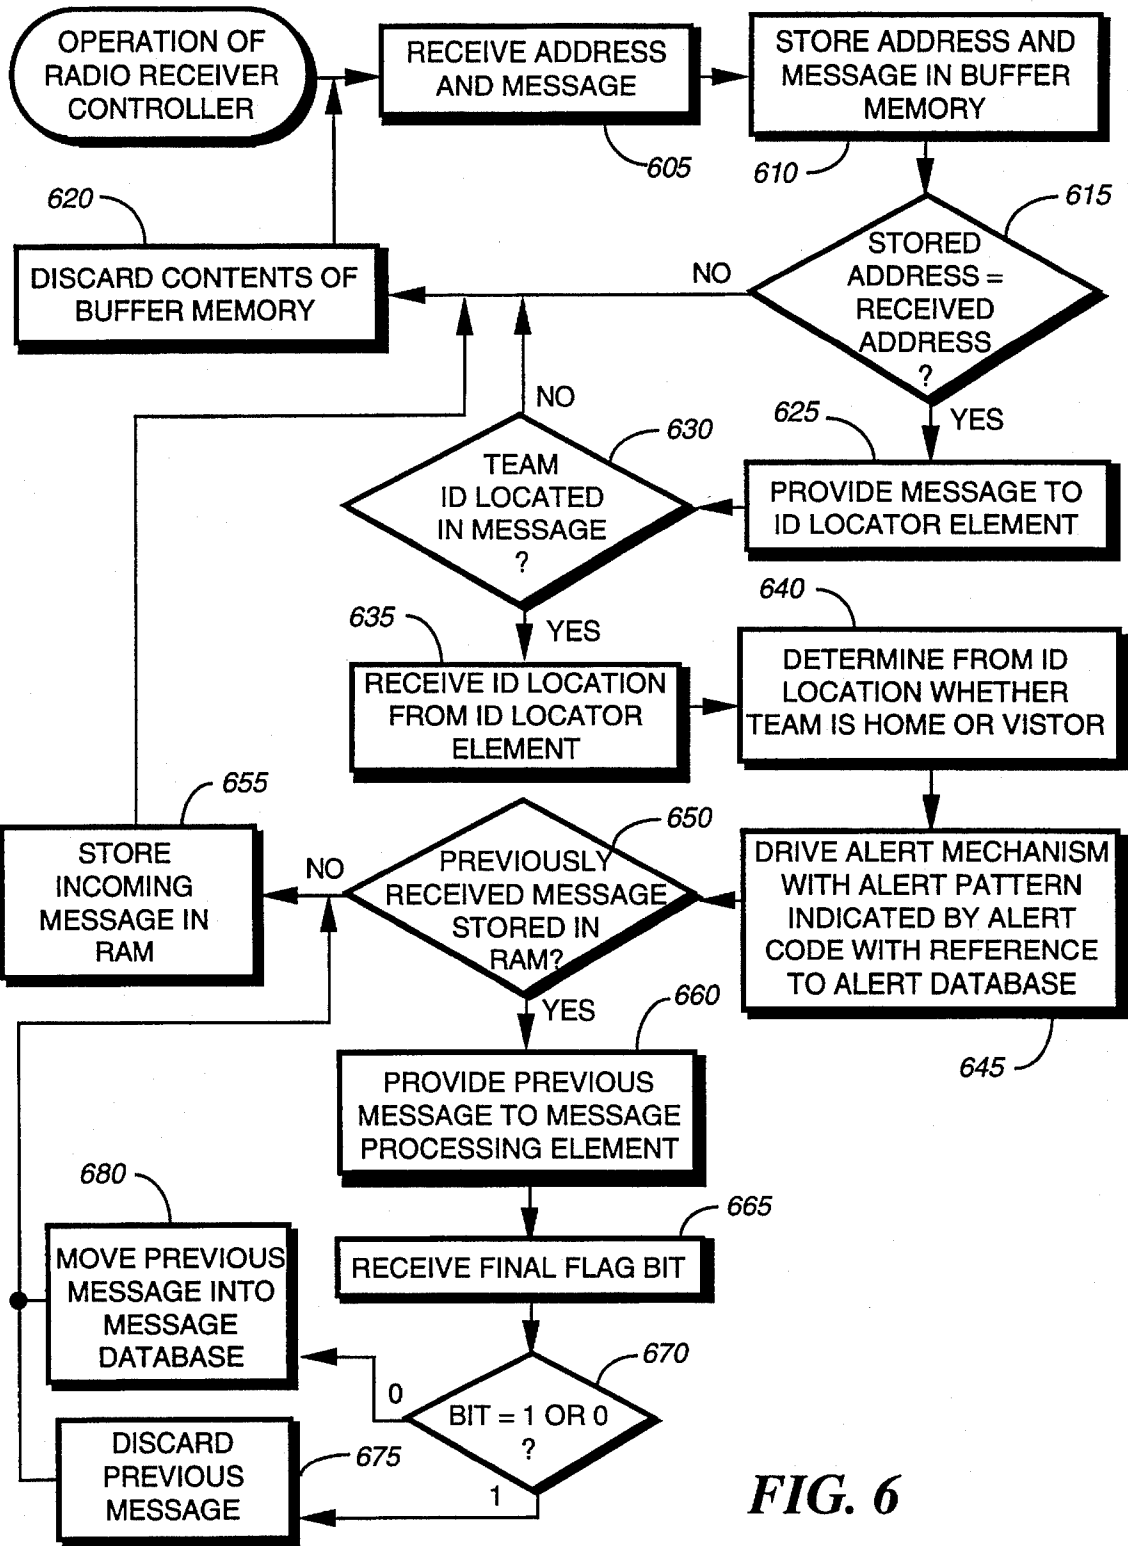 OPERATION OF
RADIO RECEIVER
CONTROLLER
RECEIVE ADDRESS
AND MESSAGE
605
STORE ADDRESS AND
MESSAGE IN BUFFER
MEMORY
610
615
STORED
ADDRESS =
RECEIVED
ADDRESS
?
NO
YES
620
DISCARD CONTENTS OF
BUFFER MEMORY
625
PROVIDE MESSAGE TO
ID LOCATOR ELEMENT
630
TEAM
ID LOCATED
IN MESSAGE
?
NO
YES
635
RECEIVE ID LOCATION
FROM ID LOCATOR
ELEMENT
640
DETERMINE FROM ID
LOCATION WHETHER
TEAM IS HOME OR VISTOR
DRIVE ALERT MECHANISM
WITH ALERT PATTERN
INDICATED BY ALERT
CODE WITH REFERENCE
TO ALERT DATABASE
645
650
PREVIOUSLY
RECEIVED MESSAGE
STORED IN
RAM?
NO
YES
655
STORE
INCOMING
MESSAGE IN
RAM
660
PROVIDE PREVIOUS
MESSAGE TO MESSAGE
PROCESSING ELEMENT
665
RECEIVE FINAL FLAG BIT
670
BIT = 1 OR 0
?
0
1
680
MOVE PREVIOUS
MESSAGE INTO
MESSAGE
DATABASE
DISCARD
PREVIOUS
MESSAGE
675
FIG. 6